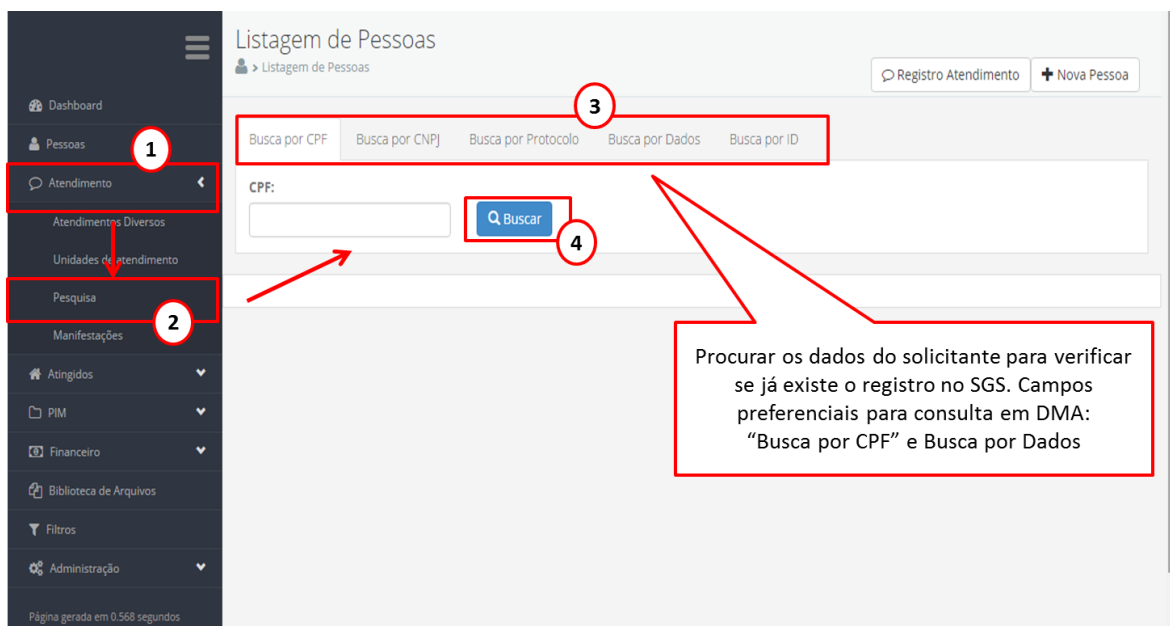 Listagem de Pessoas
> Listagem de Pessoas
Registro Atendimento
Nova Pessoa
Dashboard
Pessoas
1
Atendimento
Atendimentos Diversos
Unidades de atendimento
Pesquisa
2
Manifestações
Atingidos
PIM
Financeiro
Biblioteca de Arquivos
Filtros
Administração
Página gerada em 0.568 segundos
3
Busca por CPF
Busca por CNPJ
Busca por Protocolo
Busca por Dados
Busca por ID
CPF:
Buscar
4
Procurar os dados do solicitante para verificar
se já existe o registro no SGS. Campos
preferenciais para consulta em DMA:
“Busca por CPF” e Busca por Dados